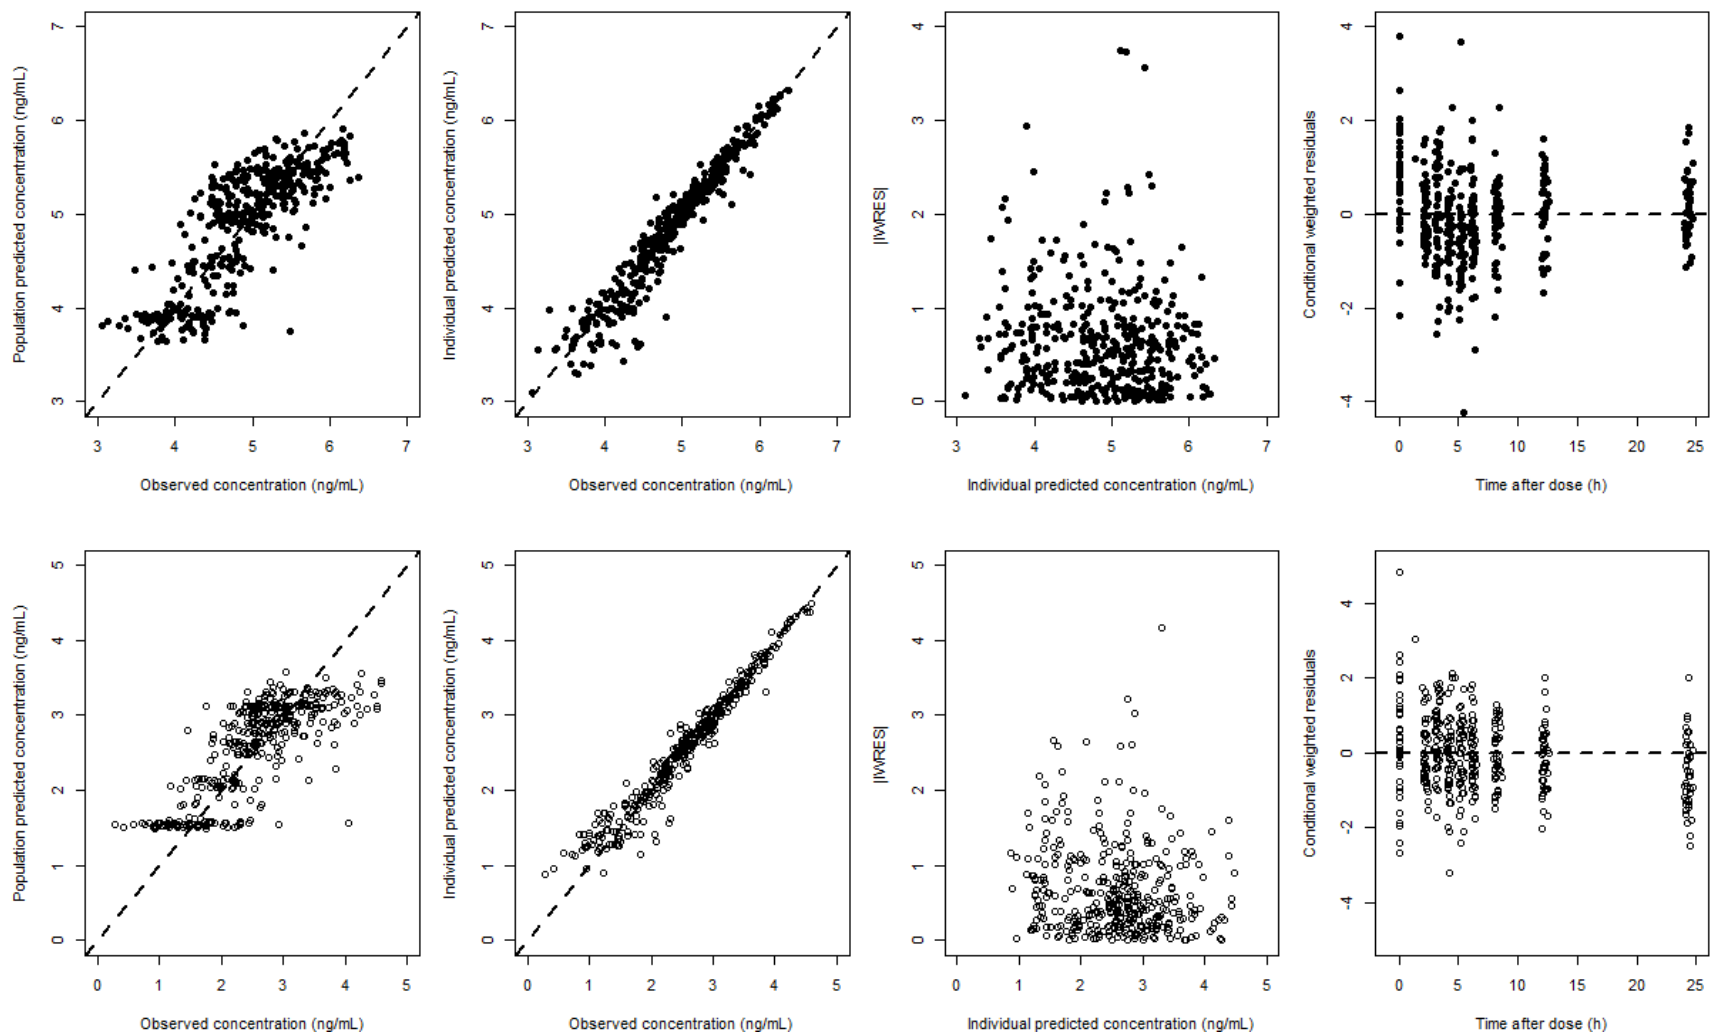 7
6
5
4
3
Population predicted concentration (ng/mL)
3 4 5 6 7
Observed concentration (ng/mL)
7
6
5
4
3
Individual predicted concentration (ng/mL)
3 4 5 6 7
Observed concentration (ng/mL)
4
3
2
1
0
|IWRES|
3 4 5 6 7
Individual predicted concentration (ng/mL)
4
2
0
-2
-4
Conditional weighted residuals
0 5 10 15 20 25
Time after dose (h)
5
4
3
2
1
0
Population predicted concentration (ng/mL)
0 1 2 3 4 5
Observed concentration (ng/mL)
5
4
3
2
1
0
Individual predicted concentration (ng/mL)
0 1 2 3 4 5
Observed concentration (ng/mL)
5
4
3
2
1
0
|IWRES|
0 1 2 3 4 5
Individual predicted concentration (ng/mL)
4
2
0
-2
-4
Conditional weighted residuals
0 5 10 15 20 25
Time after dose (h)